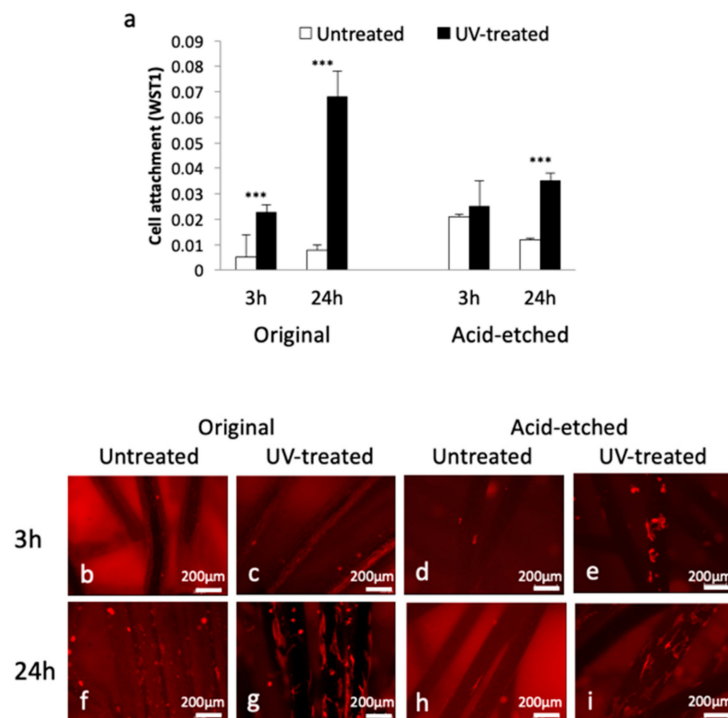 a
Untreated UV-treated
Cell attachment (WST1)
0.09
0.08
0.07
0.06
0.05
0.04
0.03
0.02
0.01
0
***
***
***
3h 24h 3h 24h
Original Acid-etched
Original Acid-etched
Untreated UV-treated Untreated UV-treated
3h
b 200µm c 200µm d 200µm e 200µm
24h
f 200µm g 200µm h 200µm i 200µm